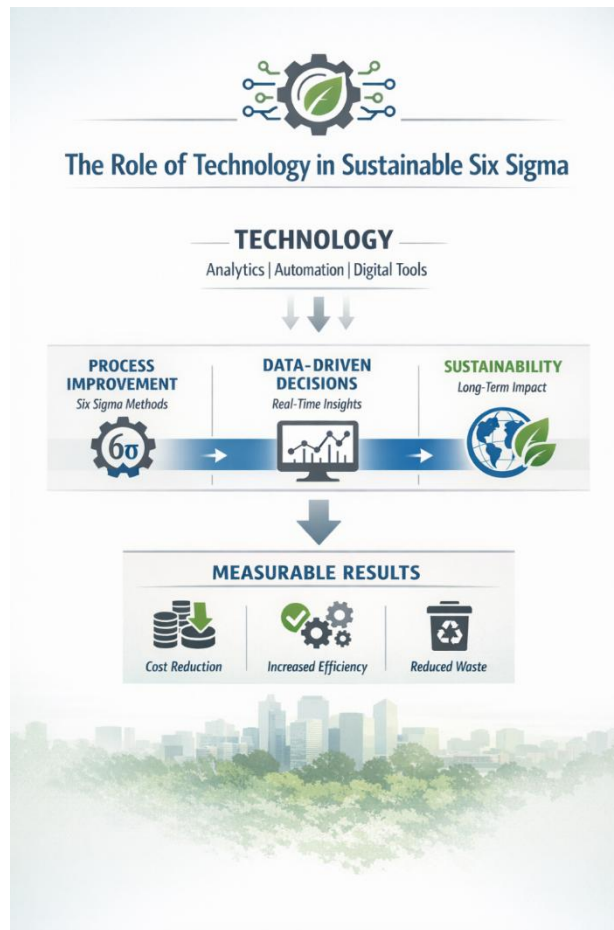 The Role of Technology in Sustainable Six Sigma
TECHNOLOGY
Analytics | Automation | Digital Tools
PROCESS
IMPROVEMENT
Six Sigma Methods
6σ
DATA-DRIVEN
DECISIONS
Real-Time Insights
SUSTAINABILITY
Long-Term Impact
MEASURABLE RESULTS
Cost Reduction
Increased Efficiency
Reduced Waste